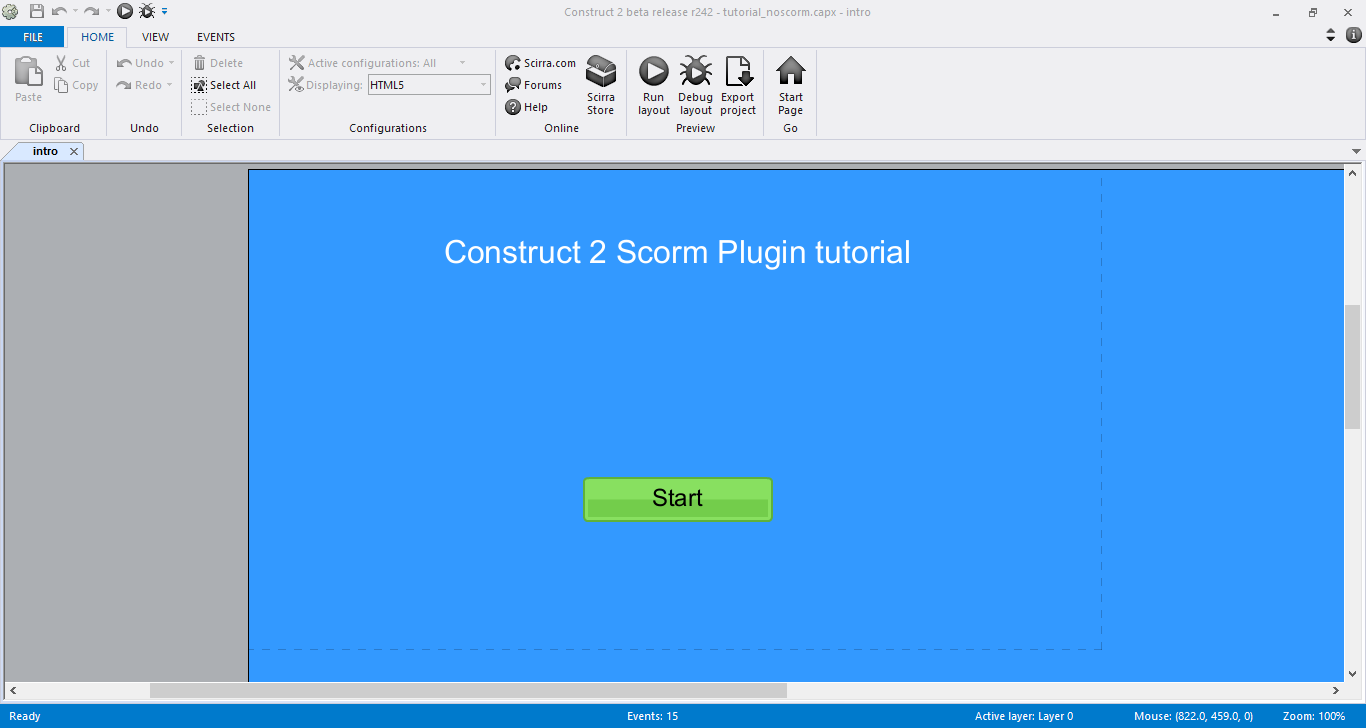 Construct 2 beta release r242 - tutorial_noscorm.capx - intro
FILE HOME VIEW EVENTS
Paste
Cut
Copy
Clipboard
Undo
Redo
Undo
Delete
Select All
Select None
Selection
Active configurations: All
Displaying: HTML5
Configurations
Scirra.com
Forums
Help
Scirra
Store
Online
Run
layout
Debug
layout
Export
project
Preview
Start
Page
Go
intro
Construct 2 Scorm Plugin tutorial
Start
Ready Events: 15 Active layer: Layer 0 Mouse: (822.0, 459.0, 0) Zoom: 100%